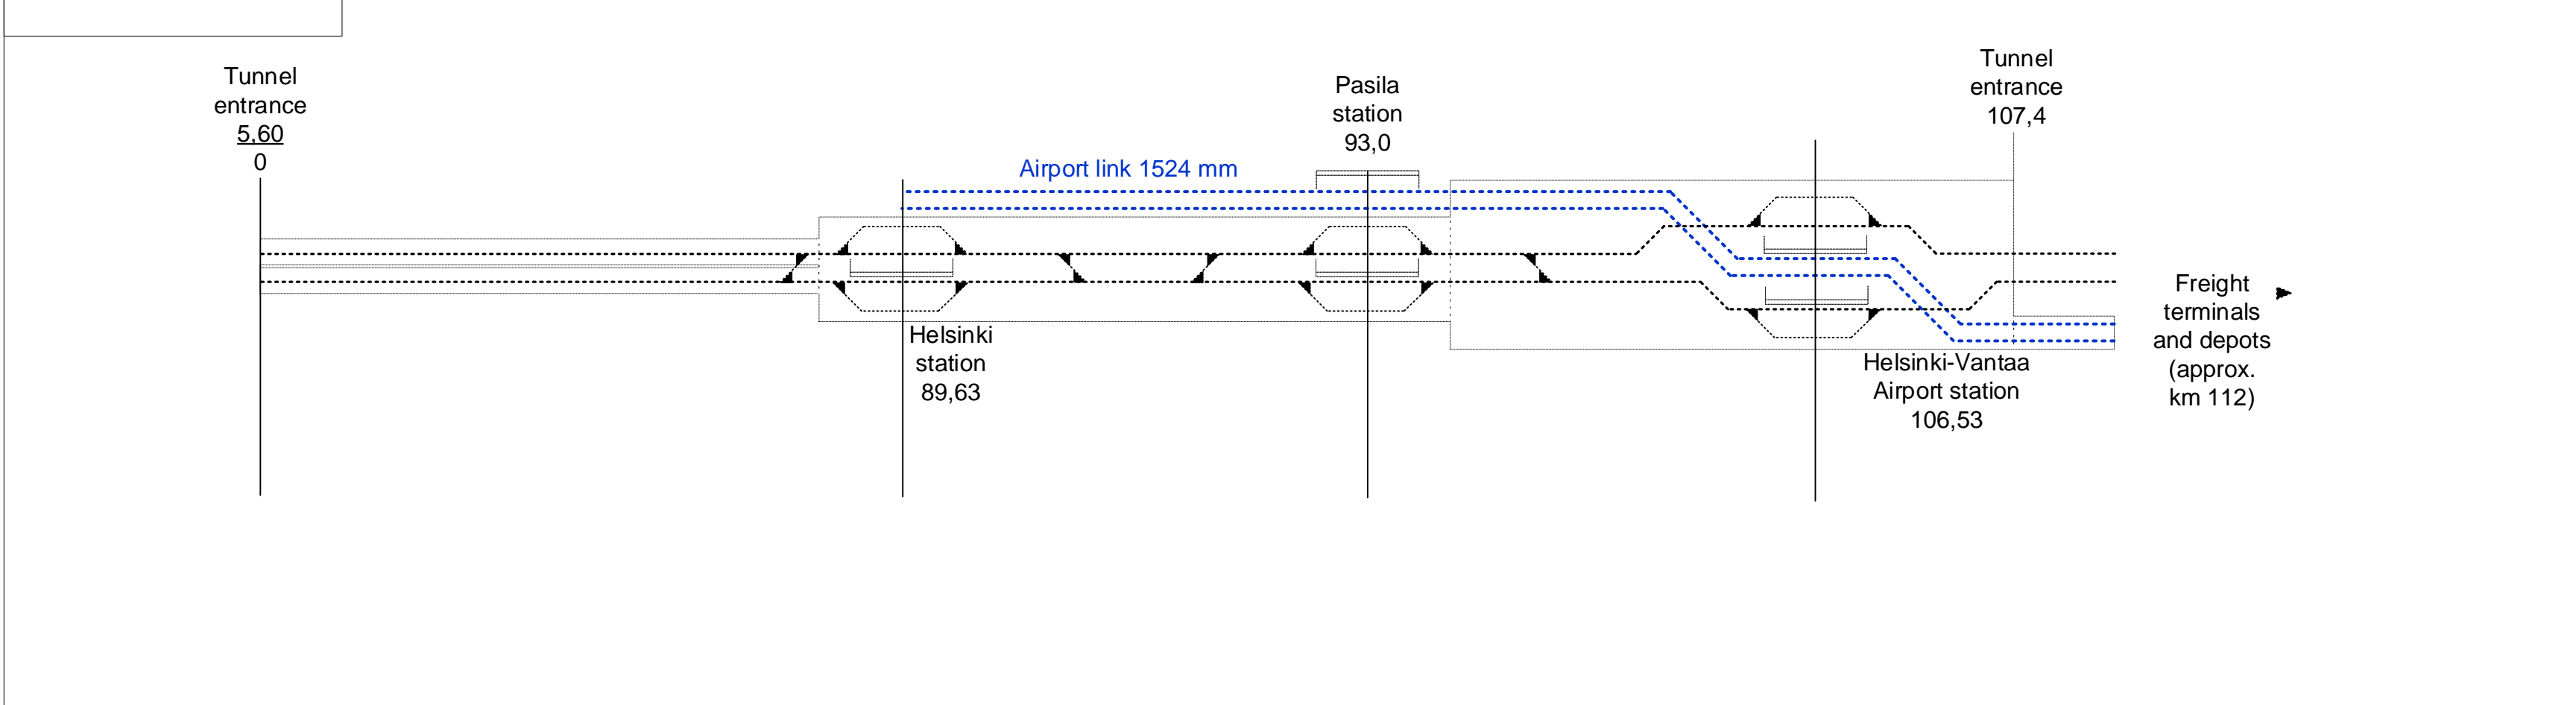 Tunnel
entrance
5,60
0
Airport link 1524 mm
Pasila
station
93,0
Tunnel
entrance
107,4
Helsinki
station
89,63
Helsinki-Vantaa
Airport station
106,53
Freight
terminals
and depots
(approx.
km 112)